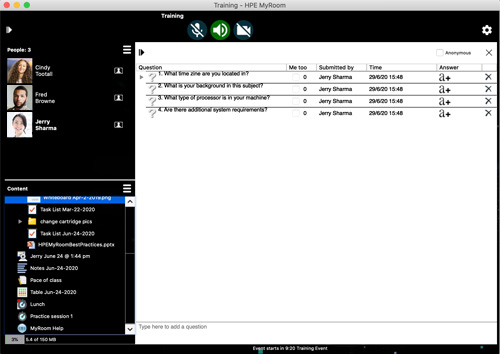 Training - HPE MyRoom
Training
People: 3
Cindy
Tootall
Fred
Browne
Jerry
Sharma
Anonymous
Question Me too Submitted by Time Answer
1. What time zine are you located in? 0 Jerry Sharma 29/6/20 15:48 a+
2. What is your background in this subject? 0 Jerry Sharma 29/6/20 15:48 a+
3. What type of processor is in your machine? 0 Jerry Sharma 29/6/20 15:48 a+
4. Are there additional system requirements? 0 Jerry Sharma 29/6/20 15:48 a+
Content
Whiteboard Apr-2-2019.png
Task List Mar-22-2020
change cartridge pics
Task List Jun-24-2020
HPEMyRoomBestPractices.pptx
Jerry June 24 @ 1:44 pm
Notes Jun-24-2020
Pace of class
Table Jun-24-2020
Lunch
Practice session 1
MyRoom Help
Type here to add a question
3% 5.4 of 150 MB
Event starts in 9:20 Training Event